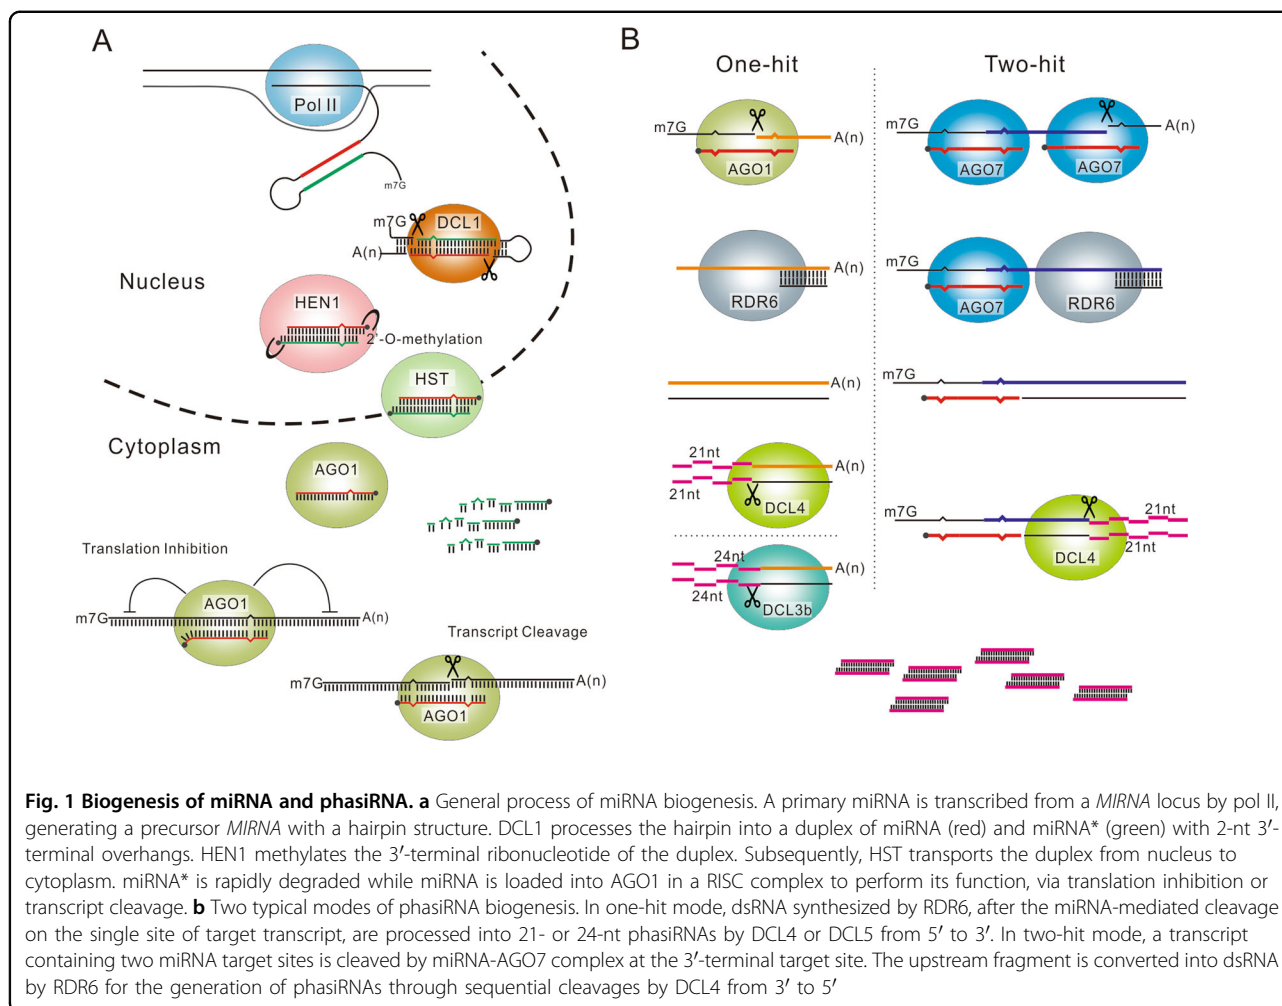 A
Pol II
m7G
m7G
DCL1
A(n)
Nucleus
HEN1
2'-O-methylation
HST
Cytoplasm
AGO1
Translation Inhibition
AGO1
m7G
A(n)
Transcript Cleavage
m7G
A(n)
AGO1
B
One-hit
Two-hit
m7G
A(n)
AGO1
m7G
A(n)
AGO7
AGO7
A(n)
RDR6
m7G
AGO7
RDR6
A(n)
m7G
21nt
A(n)
21nt
DCL4
m7G
21nt
21nt
DCL4
24nt
A(n)
24nt
DCL3b
Fig. 1 Biogenesis of miRNA and phasiRNA. a General process of miRNA biogenesis. A primary miRNA is transcribed from a MIRNA locus by pol II,
generating a precursor MIRNA with a hairpin structure. DCL1 processes the hairpin into a duplex of miRNA (red) and miRNA* (green) with 2-nt 3′-
terminal overhangs. HEN1 methylates the 3′-terminal ribonucleotide of the duplex. Subsequently, HST transports the duplex from nucleus to
cytoplasm. miRNA* is rapidly degraded while miRNA is loaded into AGO1 in a RISC complex to perform its function, via translation inhibition or
transcript cleavage. b Two typical modes of phasiRNA biogenesis. In one-hit mode, dsRNA synthesized by RDR6, after the miRNA-mediated cleavage
on the single site of target transcript, are processed into 21- or 24-nt phasiRNAs by DCL4 or DCL5 from 5′ to 3′. In two-hit mode, a transcript
containing two miRNA target sites is cleaved by miRNA-AGO7 complex at the 3′-terminal target site. The upstream fragment is converted into dsRNA
by RDR6 for the generation of phasiRNAs through sequential cleavages by DCL4 from 3′ to 5′